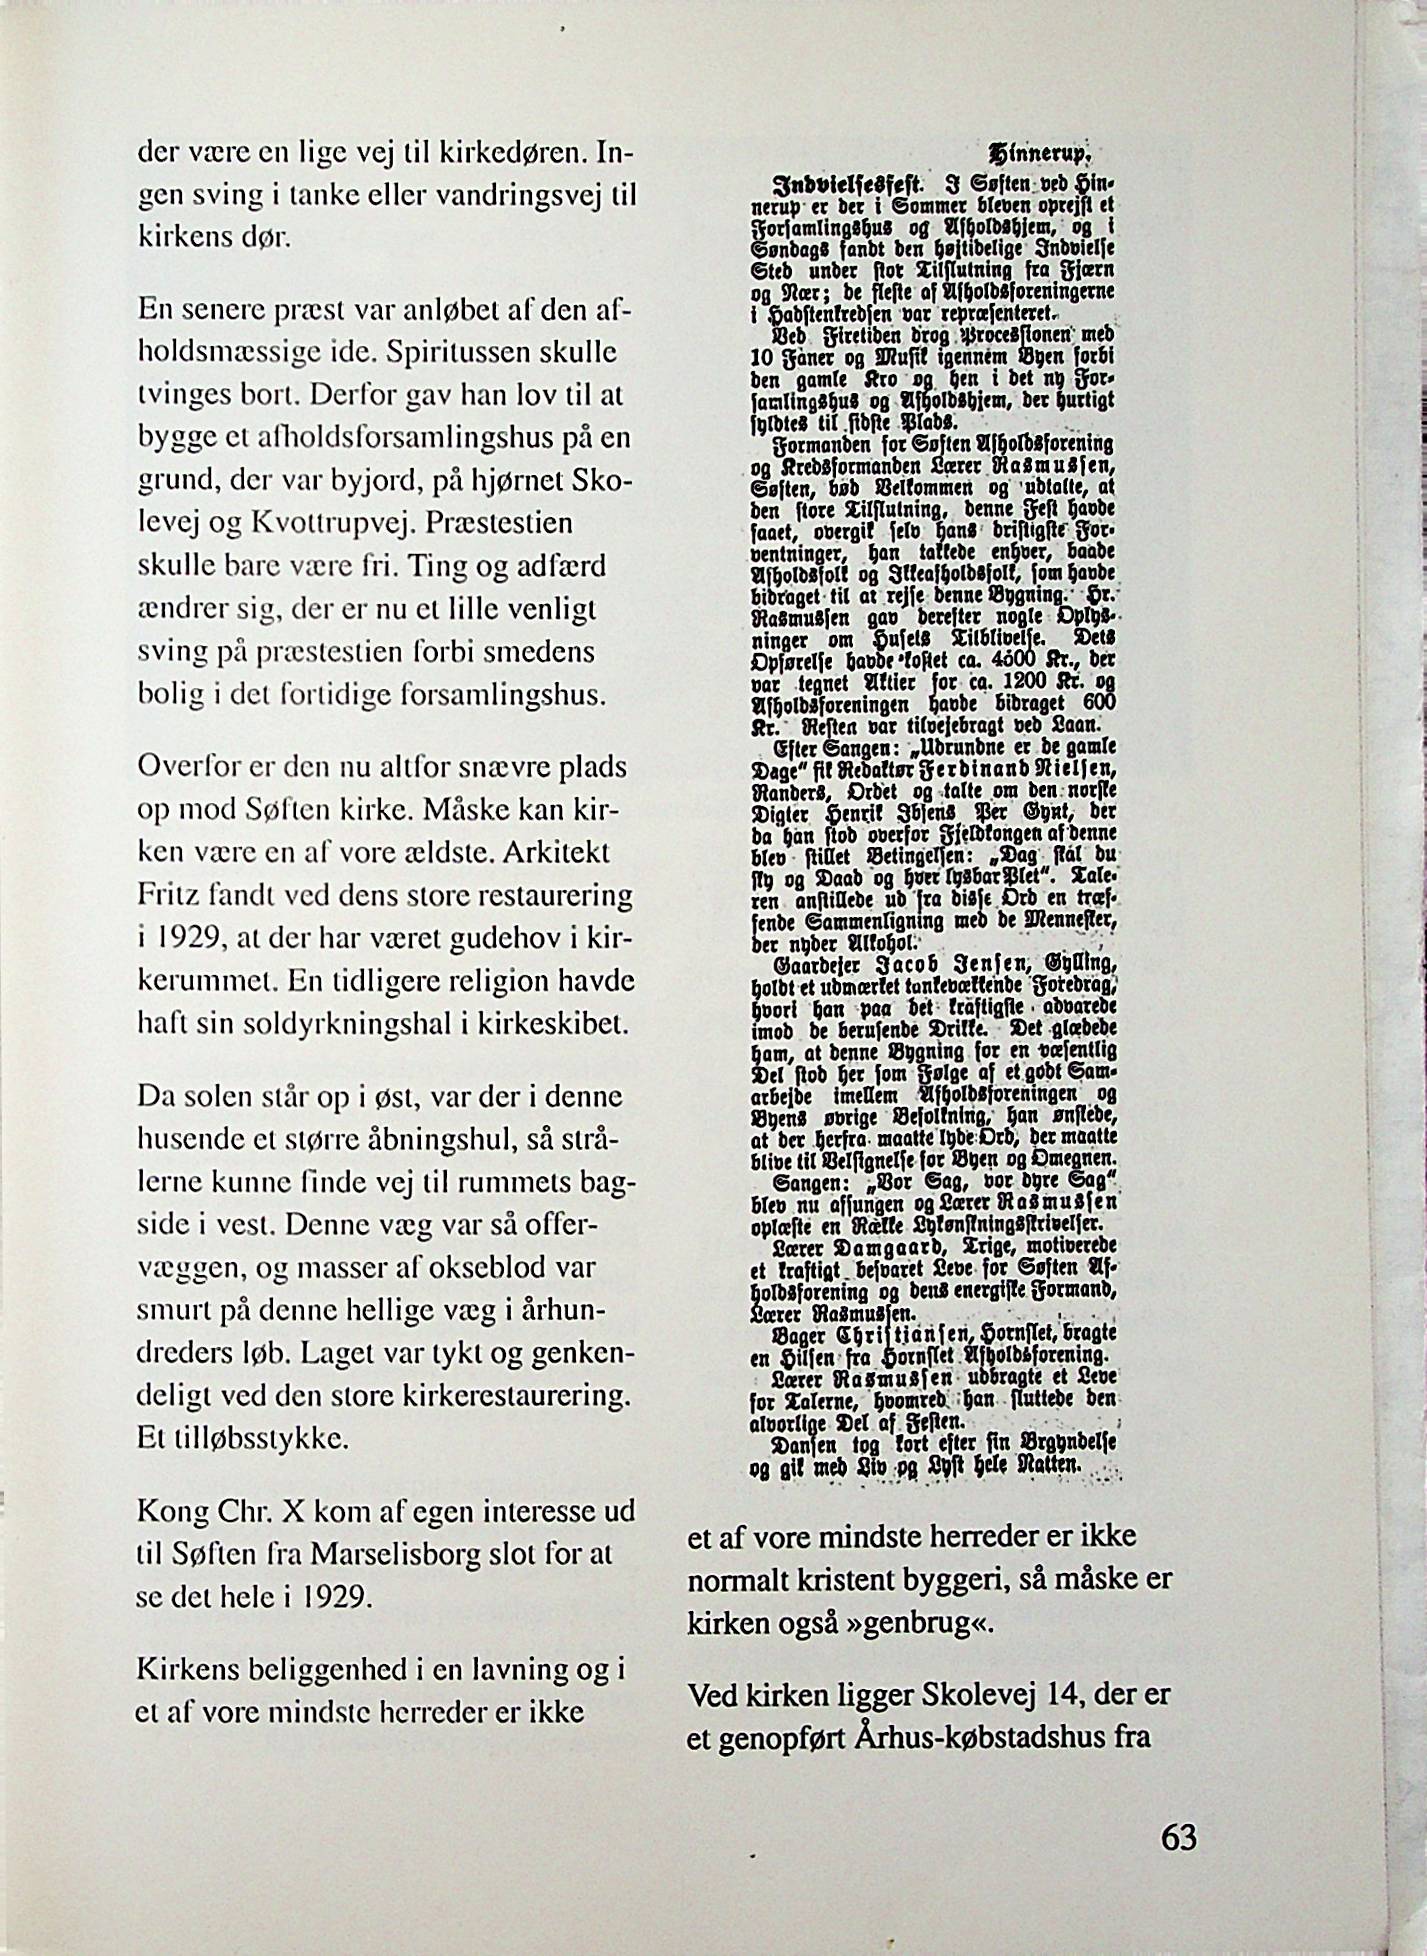 der være en lige vej til kirkedøren. In-
gen sving i tanke eller vandringsvej til
kirkens dør.
En senere præst var anløbet af den af-
holdsmæssige ide. Spiritussen skulle
tvinges bort. Derfor gav han lov til at
bygge et afholdsforsamlingshus på en
grund, der var byjord, på hjørnet Sko-
levej og Kvottrupvej. Præstestien
skulle bare være fri. Ting og adfærd
ændrer sig, der er nu et lille venligt
sving på præstestien forbi smedens
bolig i det fortidige forsamlingshus.
Overfor er den nu altfor snævre plads
op mod Søften kirke. Måske kan kir-
ken være en af vore ældste. Arkitekt
Fritz fandt ved dens store restaurering
i 1929, at der har været gudehov i kir-
kerummet. En tidligere religion havde
haft sin soldyrkningshal i kirkeskibet.
Da solen står op i øst, var der i denne
husende et større åbningshul, så strå-
lerne kunne finde vej til rummets bag-
side i vest. Denne væg var så offer-
væggen, og masser af okseblod var
smurt på denne hellige væg i århun-
dreders løb. Laget var tykt og genken-
deligt ved den store kirkerestaurering.
Et tilløbsstykke.
Kong Chr. X kom af egen interesse ud
til Søften fra Marselisborg slot for at
se det hele i 1929.
Kirkens beliggenhed i en lavning og i
et af vore mindste herreder er ikke
Hinnerup.
Indvielsesfest. I Søften ved Hin-
nerup er der i Sommer bleven oprejst et
Forsamlingshus og Afholdshjem, og i
Søndags fandt den højtidelige Indvielse
Sted under stor Tilslutning fra Fjærn
og Nær; de fleste af Afholdsforeningerne
i Hadstenkredsen var repræsenteret.
Ved Firetiden drog Processionen med
10 Faner og Musik igennem Byen forbi
den gamle Kro og hen i det ny For-
samlingshus og Afholdshjem, der hurtigt
fyldtes til sidste Plads.
Formanden for Søften Afholdsforening
og Kredsformanden Lærer Rasmussen,
Søften, bød Velkommen og udtalte, at
den store Tilslutning, denne Fest havde
faaet, overgik selv hans dristigste For-
ventninger, han takkede enhver, baade
Afholdsfolk og Ikkeafholdsfolk, som havde
bidraget til at rejse denne Bygning. Hr.
Rasmussen gav derefter nogle Oplys-
ninger om Husets Tilblivelse. Dets
Opførelse havde kostet ca. 4600 Kr., der
var tegnet Aktier for ca. 1200 Kr. og
Afholdsforeningen havde bidraget 600
Kr. Resten var tilvejebragt ved Laan.
Efter Sangen: „Udrundne er de gamle
Dage“ fik Redaktør Ferdinand Nielsen,
Randers, Ordet og talte om den norske
Digter Henrik Ibsens Per Gynt, der
da han stod overfor Fjeldkongen af denne
blev stillet Betingelsen: „Dag skal du
sky og Daad og hver lysbar Plet“. Tale-
ren anstillede ud fra disse Ord en træf-
fende Sammenligning med de Mennesker,
der nyder Alkohol.
Gaardejer Jacob Jensen, Gylling,
holdt et udmærket tankevækkende Foredrag,
hvori han paa det kraftigste advarede
imod de berusende Drikke. Det glædede
ham, at denne Bygning for en væsentlig
Del stod her som Følge af et godt Sam-
arbejde imellem Afholdsforeningen og
Byens øvrige Befolkning, han ønskede,
at der herfra maatte lyde Ord, der maatte
blive til Velsignelse for Byen og Omegnen.
Sangen: „Vor Sag, vor dyre Sag“
blev nu afsungen og Lærer Rasmussen
oplæste en Række Lykønskningsskrivelser.
Lærer Damgaard, Trige, motiverede
et kraftigt besvaret Leve for Søften Af-
holdsforening og dens energiske Formand,
Lærer Rasmussen.
Bager Christiansen, Hornslet, bragte
en Hilsen fra Hornslet Afholdsforening.
Lærer Rasmussen udbragte et Leve
for Talerne, hvomred han sluttede den
alvorlige Del af Festen.
Dansen tog kort efter sin Brgyndelse
og gik med Liv og Lyst hele Natten.
et af vore mindste herreder er ikke
normalt kristent byggeri, så måske er
kirken også »genbrug«.
Ved kirken ligger Skolevej 14, der er
et genopført Århus-købstadshus fra
63